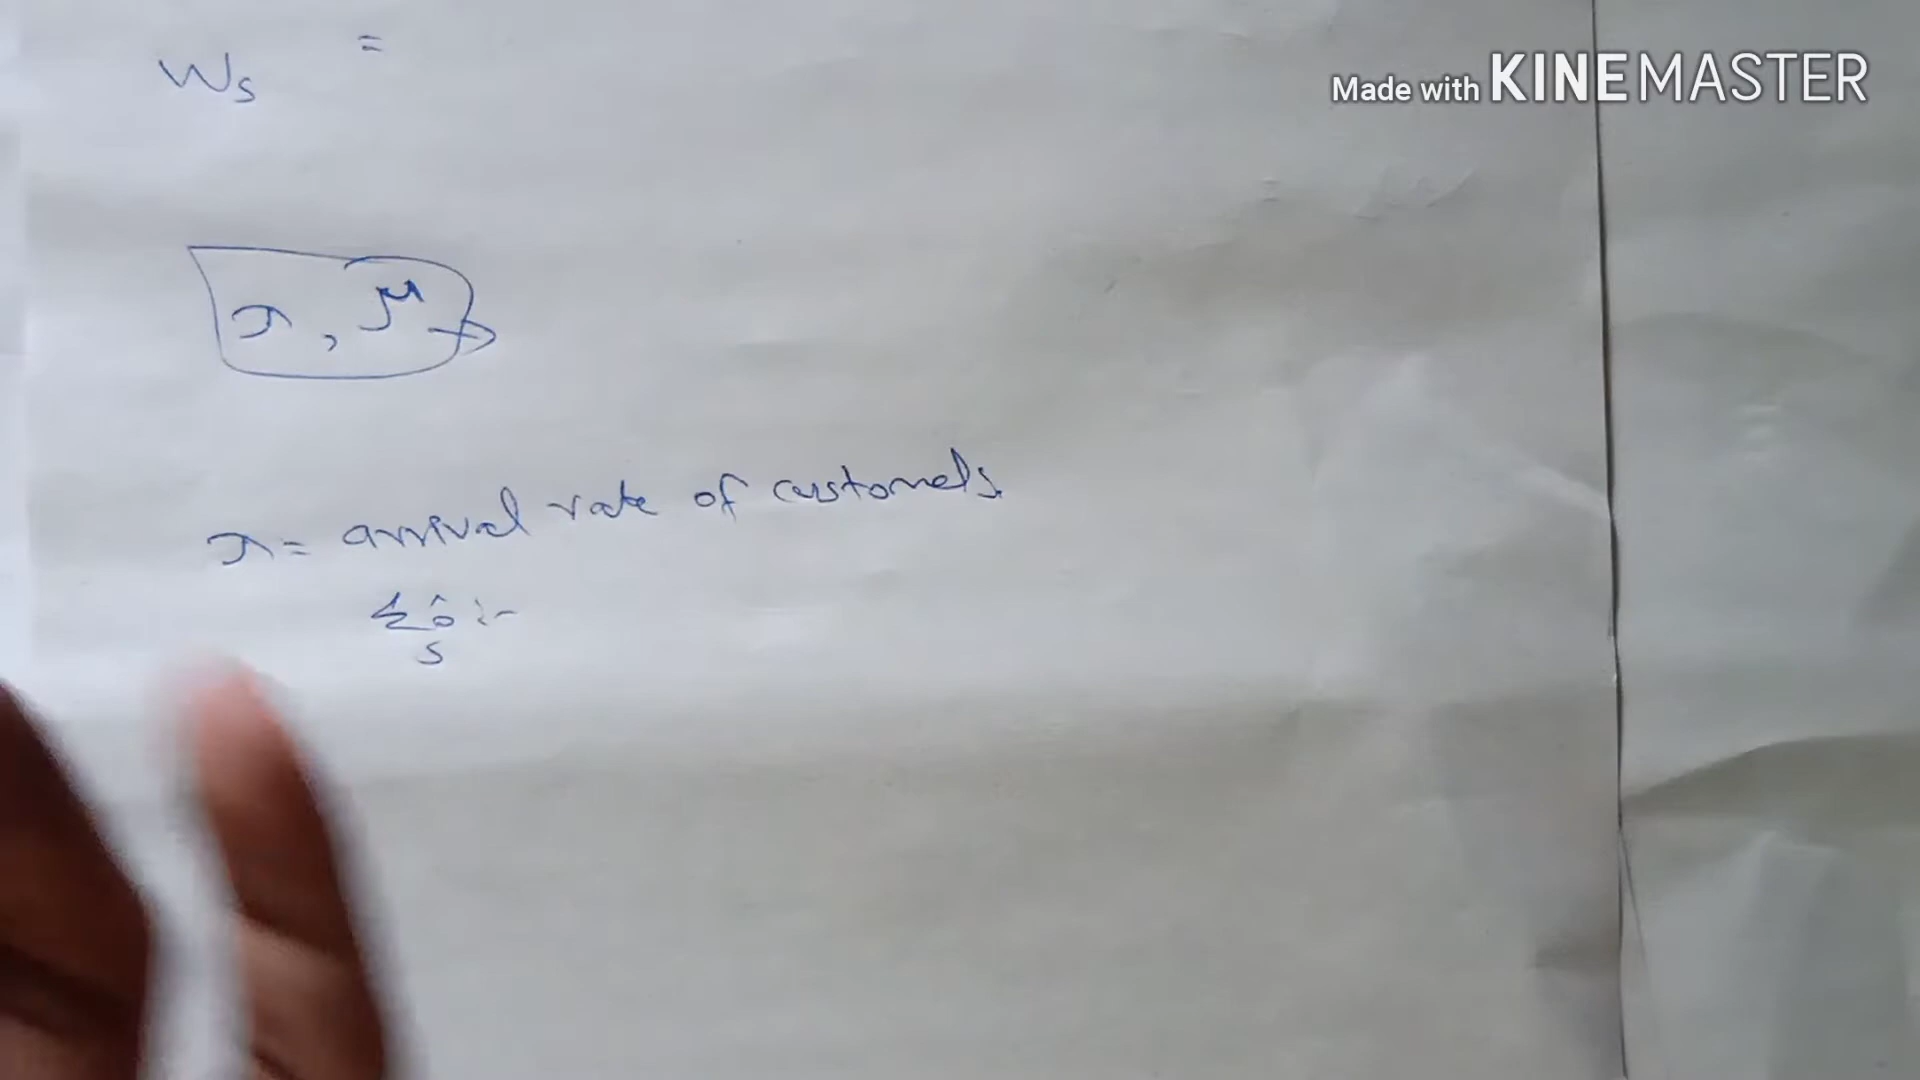 Ws =
Made with KINEMASTER
λ, μ
λ = arrival rate of customers.